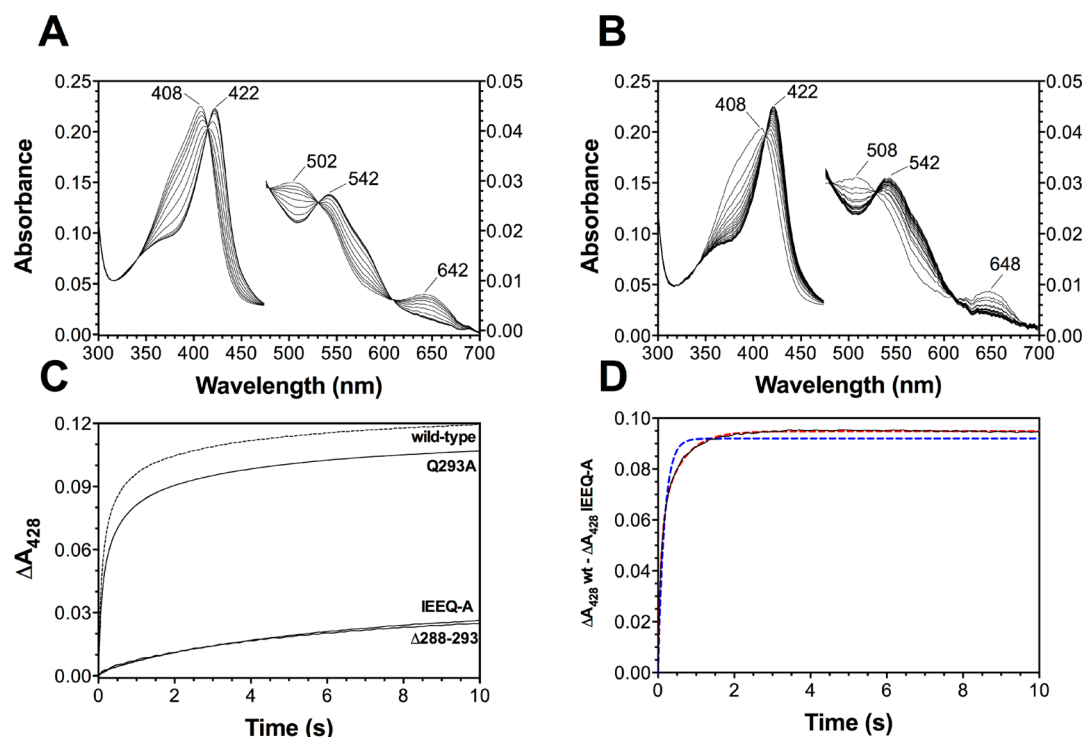 A
B
0.25
0.20
0.15
0.10
0.05
0.00
Absorbance
408
422
502
542
642
0.05
0.04
0.03
0.02
0.01
0.00
300 350 400 450 500 550 600 650 700
Wavelength (nm)
0.25
0.20
0.15
0.10
0.05
0.00
Absorbance
408
422
508
542
648
0.05
0.04
0.03
0.02
0.01
0.00
300 350 400 450 500 550 600 650 700
Wavelength (nm)
C
D
0.12
0.09
0.06
0.03
0.00
ΔA428
wild-type
Q293A
IEEQ-A
Δ288-293
0 2 4 6 8 10
Time (s)
0.10
0.08
0.06
0.04
0.02
0.00
ΔA428 wt - ΔA428 IEEQ-A
0 2 4 6 8 10
Time (s)